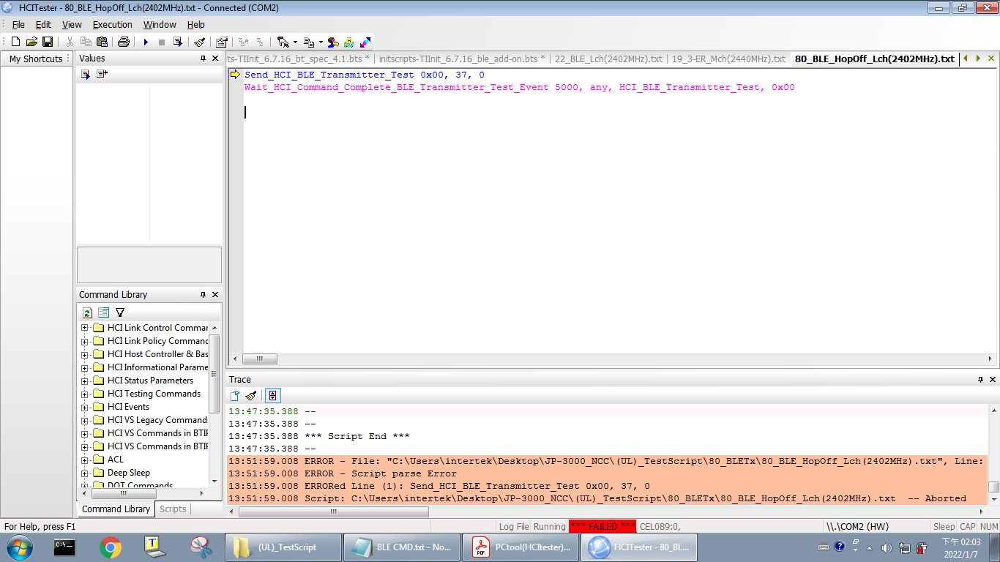 HCITester - 80_BLE_HopOff_Lch(2402MHz).txt - Connected (COM2)
File Edit View Execution Window Help
My Shortcuts
Values
ts-TIInit_6.7.16_bt_spec_4.1.bts * initscripts-TIInit_6.7.16_ble_add-on.bts * 22_BLE_Lch(2402MHz).txt 19_3-ER_Mch(2440MHz).txt 80_BLE_HopOff_Lch(2402MHz).txt
Send_HCI_BLE_Transmitter_Test 0x00, 37, 0
Wait_HCI_Command_Complete_BLE_Transmitter_Test_Event 5000, any, HCI_BLE_Transmitter_Test, 0x00
Command Library
HCI Link Control Commar
HCI Link Policy Command
HCI Host Controller & Bas
HCI Informational Parame
HCI Status Parameters
HCI Testing Commands
HCI Events
HCI VS Legacy Command
HCI VS Commands in BTIP
HCI VS Commands in BTIP
ACL
Deep Sleep
DOT Commands
Command Library Scripts
Trace
13:47:35.388 --
13:47:35.388 --
13:47:35.388 *** Script End ***
13:47:35.388 --
13:51:59.008 ERROR - File: "C:\Users\intertek\Desktop\JP-3000_NCC\(UL)_TestScript\80_BLETx\80_BLE_HopOff_Lch(2402MHz).txt", Line:
13:51:59.008 ERROR - Script parse Error
13:51:59.008 ERRORed Line (1): Send_HCI_BLE_Transmitter_Test 0x00, 37, 0
13:51:59.008 Script: C:\Users\intertek\Desktop\JP-3000_NCC\(UL)_TestScript\80_BLETx\80_BLE_HopOff_Lch(2402MHz).txt -- Aborted
For Help, press F1
Log File Running *** FAILED *** CEL089:0, \\.\COM2 (HW) Sleep CAP NUM
(UL)_TestScript
BLE CMD.txt - No...
PCtool(HCItester)...
HCITester - 80_BL...
下午 02:03
2022/1/7